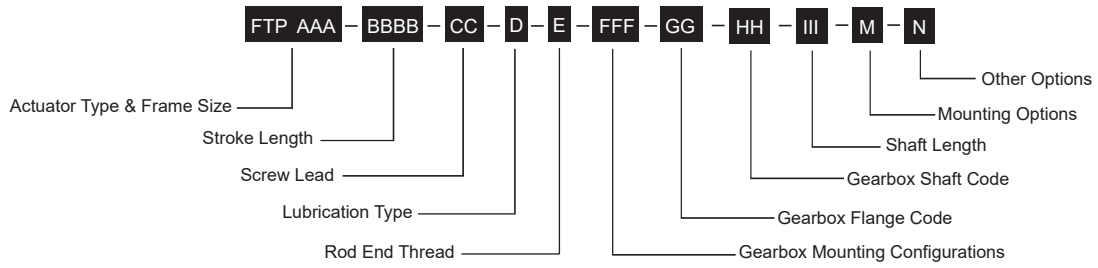 FTP AAA – BBBB – CC – D – E – FFF – GG – HH – III – M – N
Other Options
Actuator Type & Frame Size
Mounting Options
Stroke Length
Shaft Length
Screw Lead
Gearbox Shaft Code
Lubrication Type
Gearbox Flange Code
Rod End Thread
Gearbox Mounting Configurations